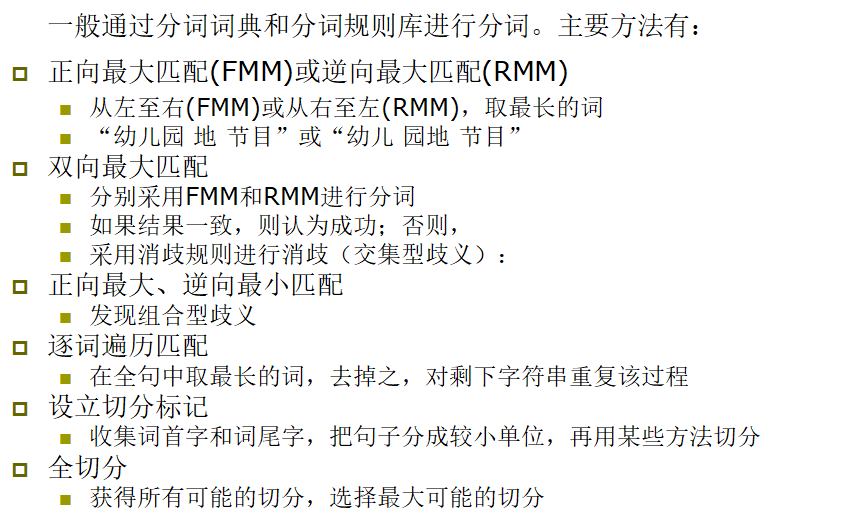 一般通过分词词典和分词规则库进行分词。主要方法有：
正向最大匹配(FMM)或逆向最大匹配(RMM)
从左至右(FMM)或从右至左(RMM)，取最长的词
“幼儿园 地 节目”或“幼儿 园地 节目”
双向最大匹配
分别采用FMM和RMM进行分词
如果结果一致，则认为成功；否则，
采用消歧规则进行消歧（交集型歧义）：
正向最大、逆向最小匹配
发现组合型歧义
逐词遍历匹配
在全句中取最长的词，去掉之，对剩下字符串重复该过程
设立切分标记
收集词首字和词尾字，把句子分成较小单位，再用某些方法切分
全切分
获得所有可能的切分，选择最大可能的切分